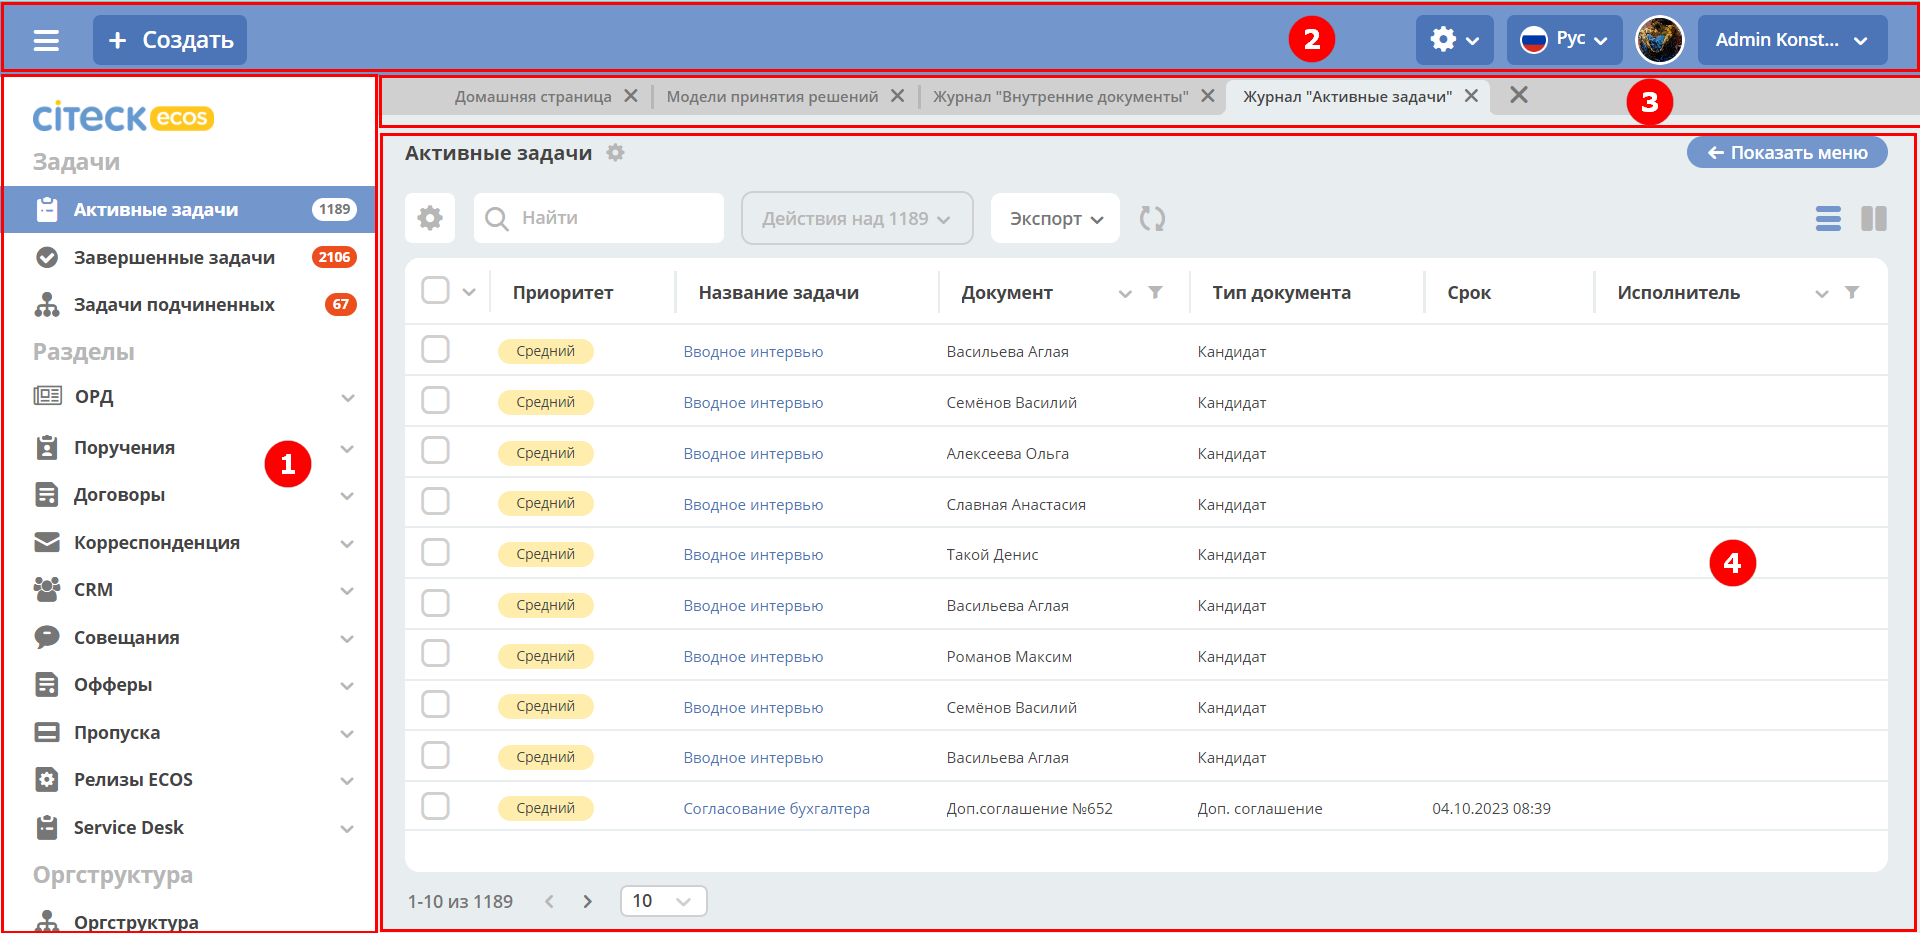 + Создать
2
Рус
Admin Konst...
citeck ecos
Задачи
Активные задачи 1189
Завершенные задачи 2106
Задачи подчиненных 67
Разделы
ОРД
Поручения
1
Договоры
Корреспонденция
CRM
Совещания
Офферы
Пропуска
Релизы ECOS
Service Desk
Оргструктура
Оргструктура
Домашняя страница
Модели принятия решений
Журнал "Внутренние документы"
Журнал "Активные задачи"
3
Активные задачи
Показать меню
Найти
Действия над 1189
Экспорт
Приоритет Название задачи Документ Тип документа Срок Исполнитель
Средний Вводное интервью Васильева Аглая Кандидат
Средний Вводное интервью Семёнов Василий Кандидат
Средний Вводное интервью Алексеева Ольга Кандидат
Средний Вводное интервью Славная Анастасия Кандидат
Средний Вводное интервью Такой Денис Кандидат
4
Средний Вводное интервью Васильева Аглая Кандидат
Средний Вводное интервью Романов Максим Кандидат
Средний Вводное интервью Семёнов Василий Кандидат
Средний Вводное интервью Васильева Аглая Кандидат
Средний Согласование бухгалтера Доп.соглашение №652 Доп. соглашение 04.10.2023 08:39
1-10 из 1189
10